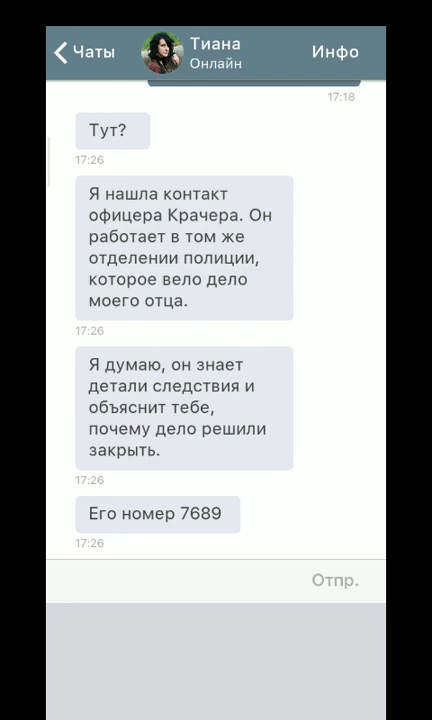 Чаты
Тиана
Онлайн
Инфо
17:18
Тут?
17:26
Я нашла контакт
офицера Крачера. Он
работает в том же
отделении полиции,
которое вело дело
моего отца.
17:26
Я думаю, он знает
детали следствия и
объяснит тебе,
почему дело решили
закрыть.
17:26
Его номер 7689
17:26
Отпр.